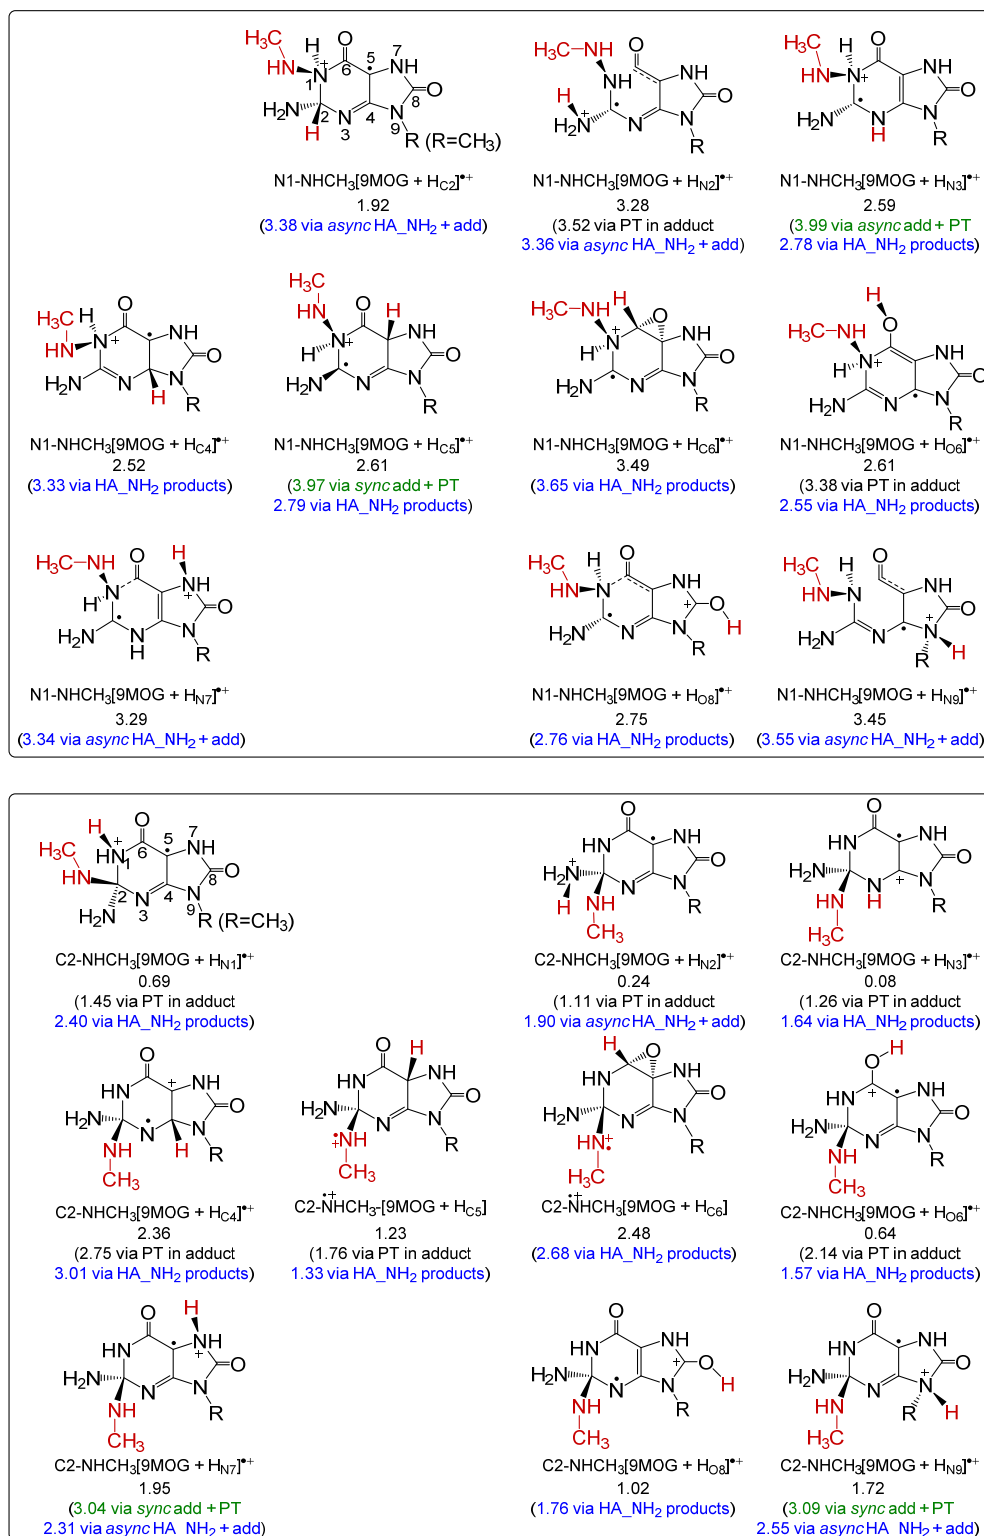 N1-NHCH3[9MOG + HC2]•+
1.92
(3.38 via async HA_NH2 + add)
N1-NHCH3[9MOG + HN2]•+
3.28
(3.52 via PT in adduct
3.36 via async HA_NH2 + add)
N1-NHCH3[9MOG + HN3]•+
2.59
(3.99 via async add + PT
2.78 via HA_NH2 products)
N1-NHCH3[9MOG + HC4]•+
2.52
(3.33 via HA_NH2 products)
N1-NHCH3[9MOG + HC5]•+
2.61
(3.97 via sync add + PT
2.79 via HA_NH2 products)
N1-NHCH3[9MOG + HC6]•+
3.49
(3.65 via HA_NH2 products)
N1-NHCH3[9MOG + HO6]•+
2.61
(3.38 via PT in adduct
2.55 via HA_NH2 products)
N1-NHCH3[9MOG + HN7]•+
3.29
(3.34 via async HA_NH2 + add)
N1-NHCH3[9MOG + HO8]•+
2.75
(2.76 via HA_NH2 products)
N1-NHCH3[9MOG + HN9]•+
3.45
(3.55 via async HA_NH2 + add)
R (R=CH3)
C2-NHCH3[9MOG + HN1]•+
0.69
(1.45 via PT in adduct
2.40 via HA_NH2 products)
C2-NHCH3[9MOG + HN2]•+
0.24
(1.11 via PT in adduct
1.90 via async HA_NH2 + add)
C2-NHCH3[9MOG + HN3]•+
0.08
(1.26 via PT in adduct
1.64 via HA_NH2 products)
C2-NHCH3[9MOG + HC4]•+
2.36
(2.75 via PT in adduct
3.01 via HA_NH2 products)
C2-N•+HCH3-[9MOG + HC5]
1.23
(1.76 via PT in adduct
1.33 via HA_NH2 products)
C2-N•+HCH3[9MOG + HC6]
2.48
(2.68 via HA_NH2 products)
C2-NHCH3[9MOG + HO6]•+
0.64
(2.14 via PT in adduct
1.57 via HA_NH2 products)
C2-NHCH3[9MOG + HN7]•+
1.95
(3.04 via sync add + PT
2.31 via async HA_NH2 + add)
C2-NHCH3[9MOG + HO8]•+
1.02
(1.76 via HA_NH2 products)
C2-NHCH3[9MOG + HN9]•+
1.72
(3.09 via sync add + PT
2.55 via async HA_NH2 + add)
R (R=CH3)